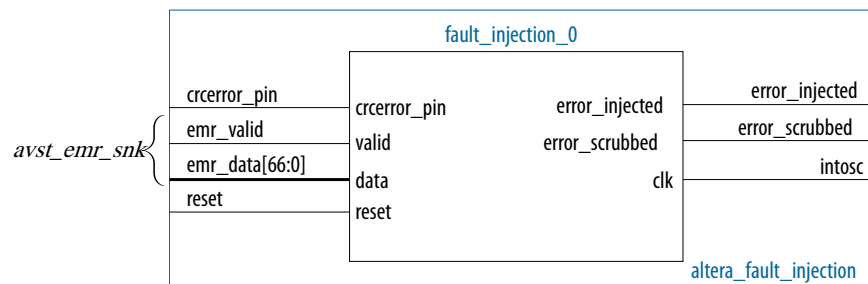 fault_injection_0
crcerror_pin
crcerror_pin
error_injected
error_injected
emr_valid
valid
error_scrubbed
error_scrubbed
avst_emr_snk
emr_data[66:0]
data
clk
intosc
reset
reset
altera_fault_injection